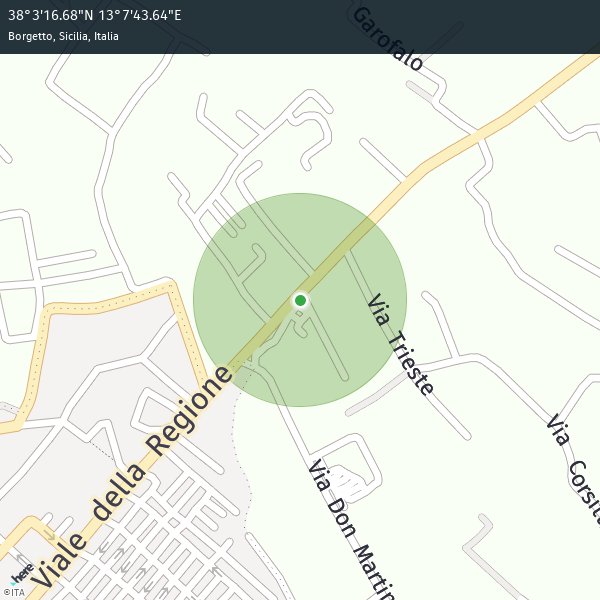 38°3'16.68"N 13°7'43.64"E
Borgetto, Sicilia, Italia
Garofalo
Via Trieste
Viale della Regione
Via Corsita
Via Don Martin
here
©ITA